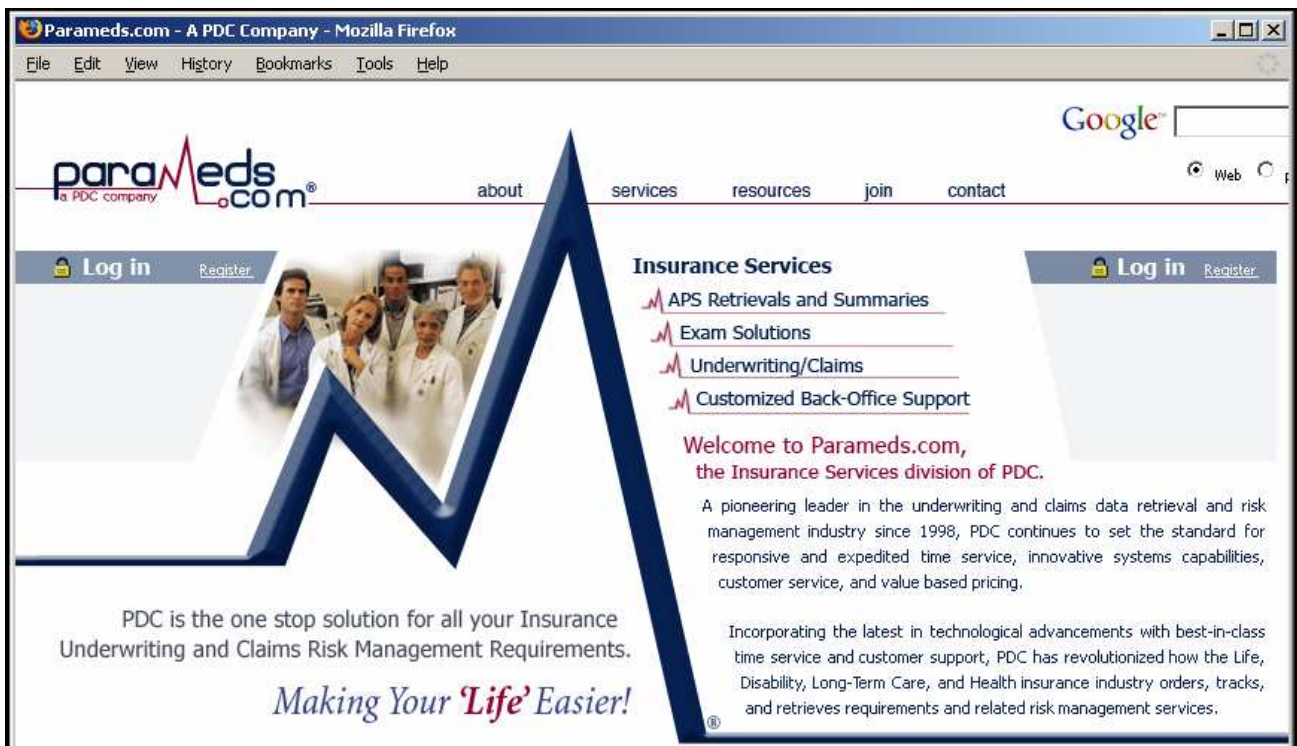 Parameds.com - A PDC Company - Mozilla Firefox
File Edit View History Bookmarks Tools Help
Google™
paraMeds
.com®
a PDC company
about services resources join contact
Web
Log in Register
Insurance Services
Log in Register
APS Retrievals and Summaries
Exam Solutions
Underwriting/Claims
Customized Back-Office Support
Welcome to Parameds.com,
the Insurance Services division of PDC.
A pioneering leader in the underwriting and claims data retrieval and risk
management industry since 1998, PDC continues to set the standard for
responsive and expedited time service, innovative systems capabilities,
customer service, and value based pricing.
PDC is the one stop solution for all your Insurance
Underwriting and Claims Risk Management Requirements.
Making Your 'Life' Easier!
®
Incorporating the latest in technological advancements with best-in-class
time service and customer support, PDC has revolutionized how the Life,
Disability, Long-Term Care, and Health insurance industry orders, tracks,
and retrieves requirements and related risk management services.